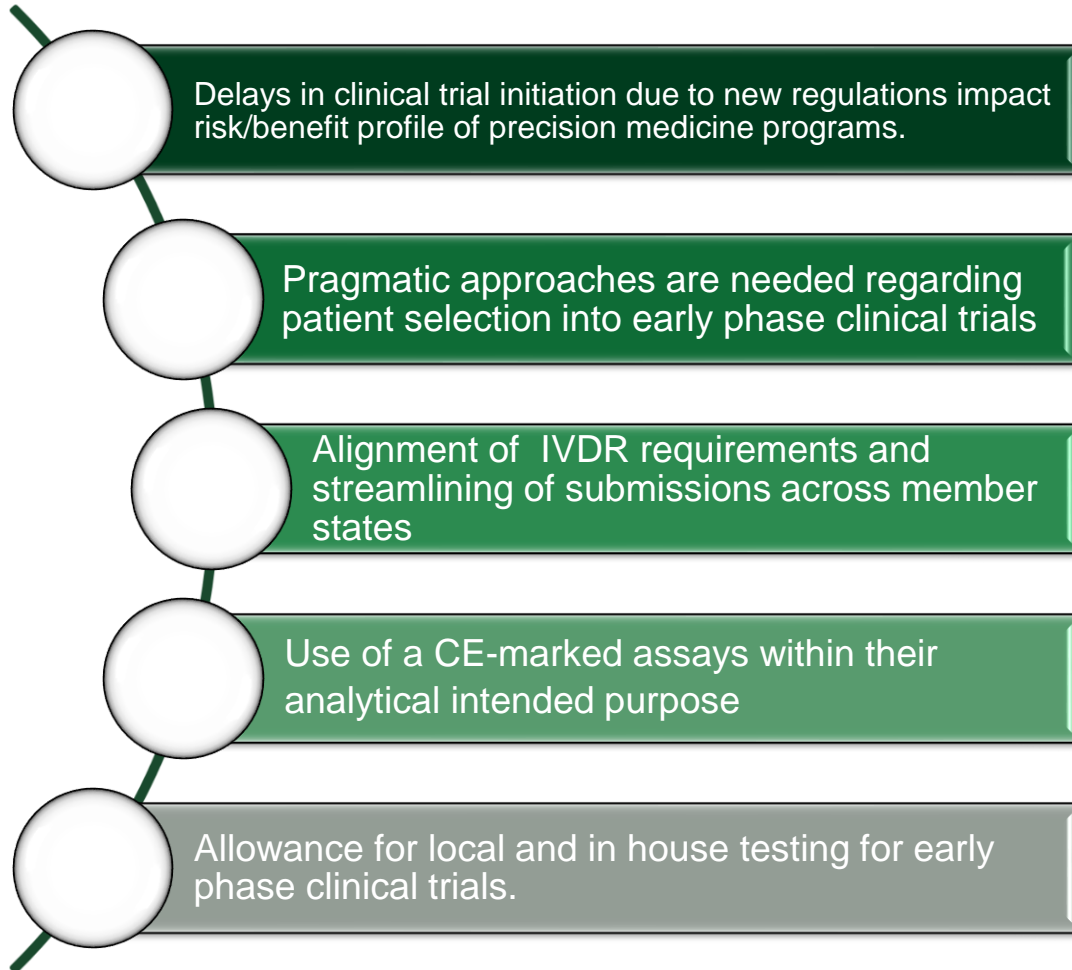 Delays in clinical trial initiation due to new regulations impact
risk/benefit profile of precision medicine programs.
Pragmatic approaches are needed regarding
patient selection into early phase clinical trials
Alignment of  IVDR requirements and
streamlining of submissions across member
states
Use of a CE-marked assays within their
analytical intended purpose
Allowance for local and in house testing for early
phase clinical trials.